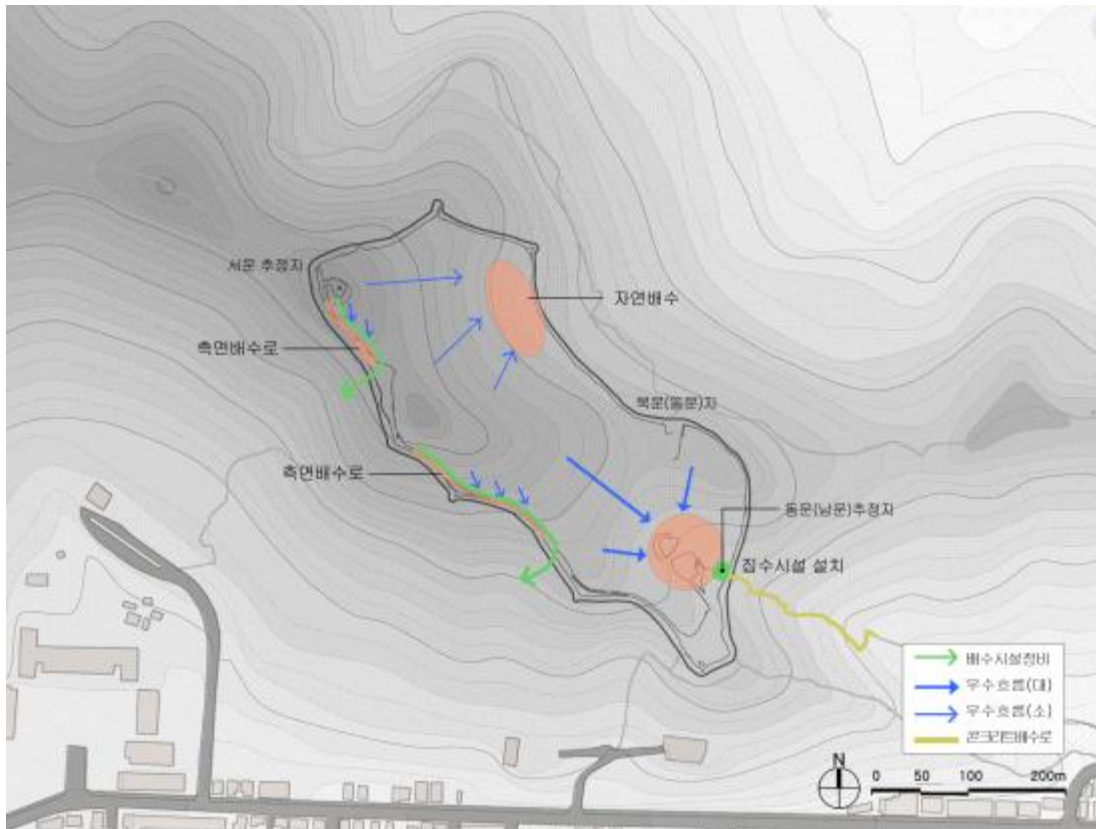 서문 추정지
자연배수
측면배수로
북문(동문)지
측면배수로
동문(남문)추정지
집수시설 설치
배수시설정비
우수흐름(대)
우수흐름(소)
콘크리트배수로
N
0 50 100 200m